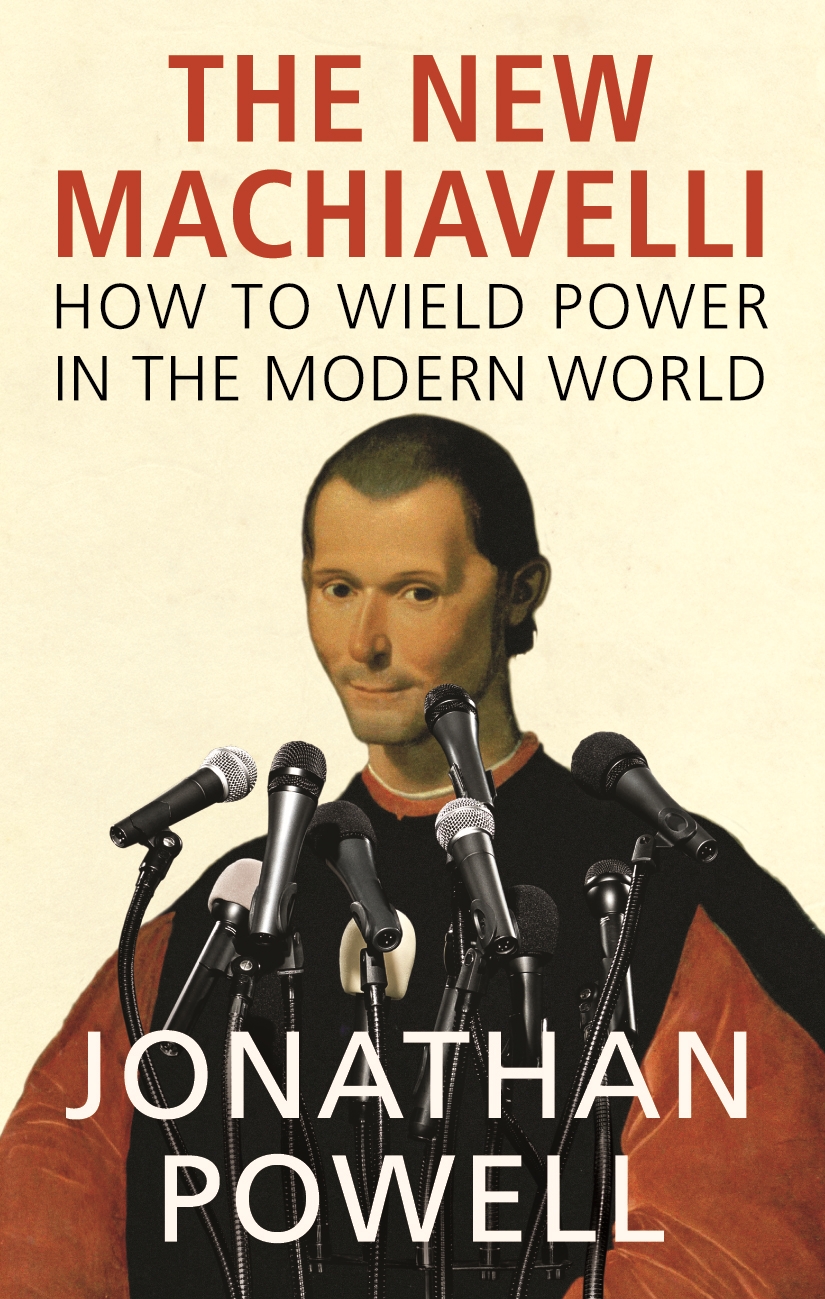 THE NEW
MACHIAVELLI
HOW TO WIELD POWER
IN THE MODERN WORLD
JONATHAN
POWELL